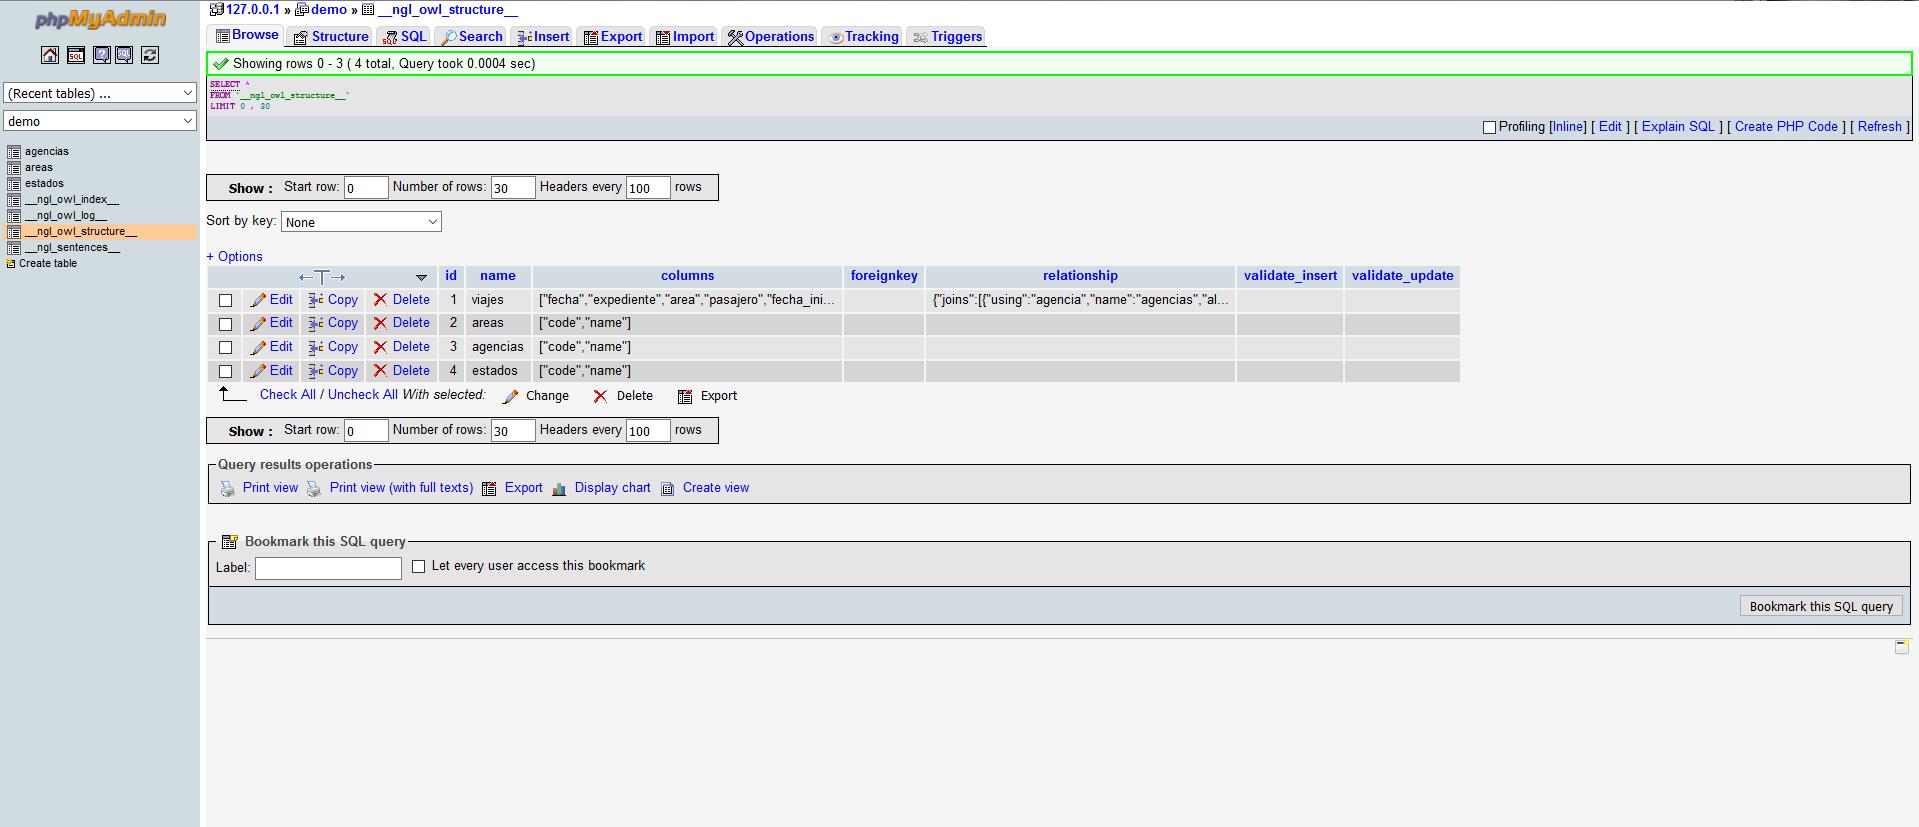 phpMyAdmin
(Recent tables) ...
demo
agencias
areas
estados
__ngl_owl_index__
__ngl_owl_log__
__ngl_owl_structure__
__ngl_sentences__
Create table
127.0.0.1 » demo » __ngl_owl_structure__
Browse Structure SQL Search Insert Export Import Operations Tracking Triggers
Showing rows 0 - 3 ( 4 total, Query took 0.0004 sec)
SELECT *
FROM `__ngl_owl_structure__`
LIMIT 0 , 30
Profiling [Inline] [ Edit ] [ Explain SQL ] [ Create PHP Code ] [ Refresh ]
Show : Start row: 0 Number of rows: 30 Headers every 100 rows
Sort by key: None
+ Options
←T→ id name columns foreignkey relationship validate_insert validate_update
Edit Copy Delete 1 viajes ["fecha","expediente","area","pasajero","fecha_ini... {"joins":[{"using":"agencia","name":"agencias","al...
Edit Copy Delete 2 areas ["code","name"]
Edit Copy Delete 3 agencias ["code","name"]
Edit Copy Delete 4 estados ["code","name"]
Check All / Uncheck All With selected: Change Delete Export
Show : Start row: 0 Number of rows: 30 Headers every 100 rows
Query results operations
Print view Print view (with full texts) Export Display chart Create view
Bookmark this SQL query
Label: Let every user access this bookmark
Bookmark this SQL query